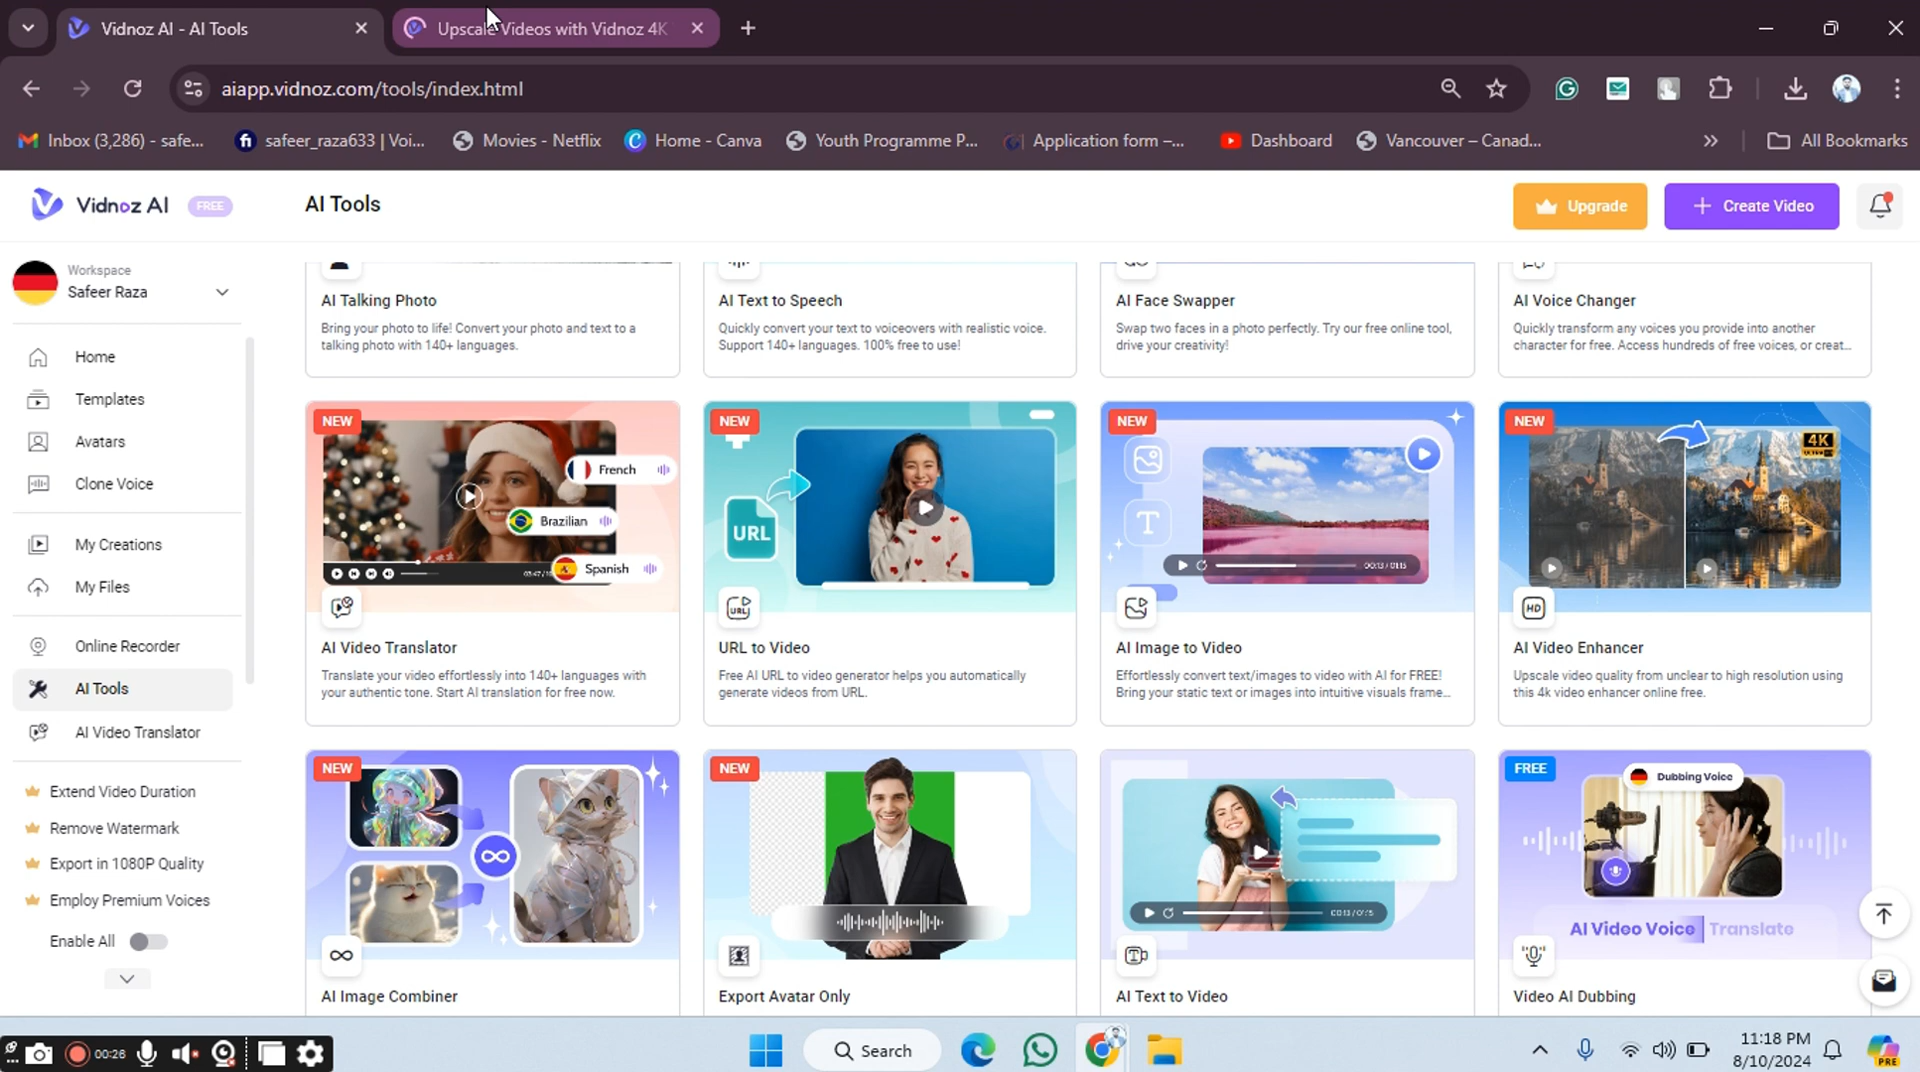 Vidnoz AI - AI Tools
Upscale Videos with Vidnoz 4K
aiapp.vidnoz.com/tools/index.html
Inbox (3,286) - safe...
safeer_raza633 | Voi...
Movies - Netflix
Home - Canva
Youth Programme P...
Application form –...
Dashboard
Vancouver – Canad...
All Bookmarks
Vidnoz AI
FREE
AI Tools
Upgrade
Create Video
Workspace
Safeer Raza
Home
Templates
Avatars
Clone Voice
My Creations
My Files
Online Recorder
AI Tools
AI Video Translator
Extend Video Duration
Remove Watermark
Export in 1080P Quality
Employ Premium Voices
Enable All
AI Talking Photo
Bring your photo to life! Convert your photo and text to a
talking photo with 140+ languages.
AI Text to Speech
Quickly convert your text to voiceovers with realistic voice.
Support 140+ languages. 100% free to use!
AI Face Swapper
Swap two faces in a photo perfectly. Try our free online tool,
drive your creativity!
AI Voice Changer
Quickly transform any voices you provide into another
character for free. Access hundreds of free voices, or creat...
NEW
French
Brazilian
Spanish
AI Video Translator
Translate your video effortlessly into 140+ languages with
your authentic tone. Start AI translation for free now.
NEW
URL
URL
URL to Video
Free AI URL to video generator helps you automatically
generate videos from URL.
NEW
T
00:13 / 01:15
AI Image to Video
Effortlessly convert text/images to video with AI for FREE!
Bring your static text or images into intuitive visuals frame...
NEW
4K
HD
AI Video Enhancer
Upscale video quality from unclear to high resolution using
this 4k video enhancer online free.
NEW
AI Image Combiner
NEW
Export Avatar Only
00:13 / 01:15
AI Text to Video
FREE
Dubbing Voice
AI Video Voice Translate
Video AI Dubbing
00:26
Search
11:18 PM
8/10/2024
PRE